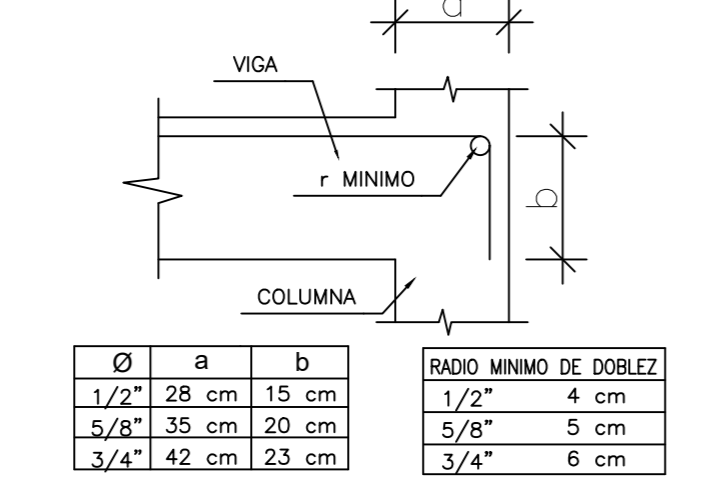 a
VIGA
r MINIMO
b
COLUMNA
Ø a b
1/2" 28 cm 15 cm
5/8" 35 cm 20 cm
3/4" 42 cm 23 cm
RADIO MINIMO DE DOBLEZ
1/2" 4 cm
5/8" 5 cm
3/4" 6 cm